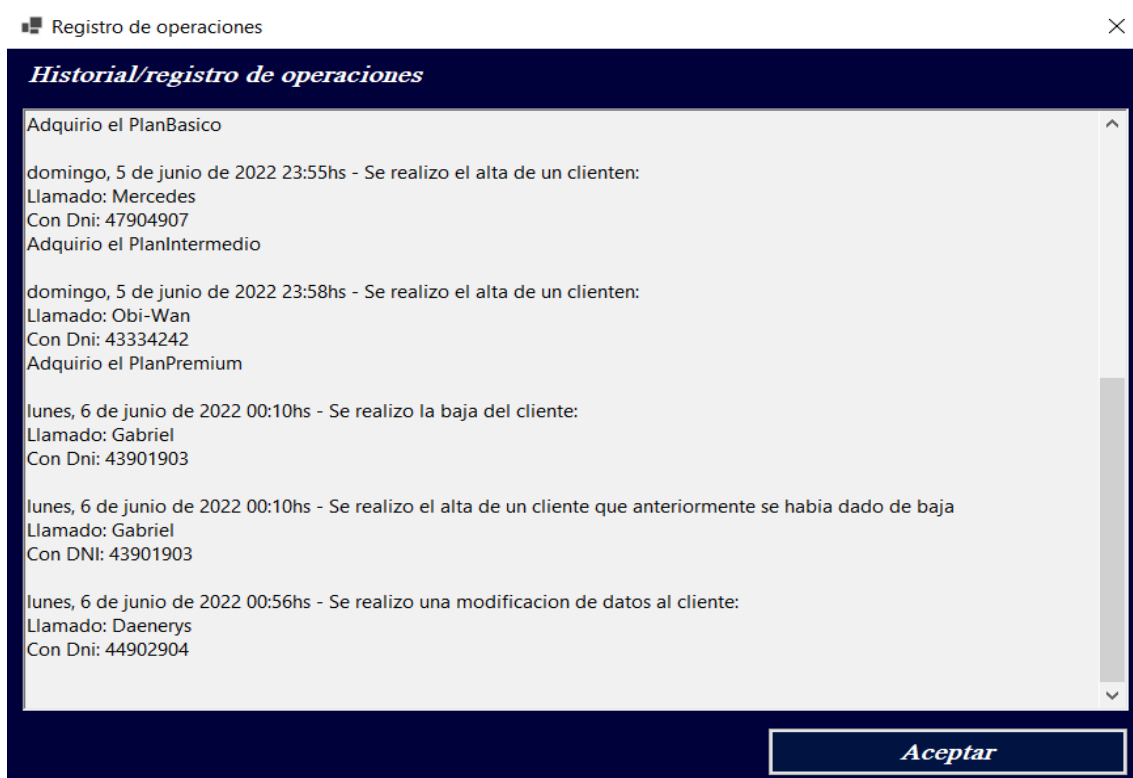 Registro de operaciones
Historial/registro de operaciones
Adquirio el PlanBasico
domingo, 5 de junio de 2022 23:55hs - Se realizo el alta de un clienten:
Llamado: Mercedes
Con Dni: 47904907
Adquirio el PlanIntermedio
domingo, 5 de junio de 2022 23:58hs - Se realizo el alta de un clienten:
Llamado: Obi-Wan
Con Dni: 43334242
Adquirio el PlanPremium
lunes, 6 de junio de 2022 00:10hs - Se realizo la baja del cliente:
Llamado: Gabriel
Con Dni: 43901903
lunes, 6 de junio de 2022 00:10hs - Se realizo el alta de un cliente que anteriormente se habia dado de baja
Llamado: Gabriel
Con DNI: 43901903
lunes, 6 de junio de 2022 00:56hs - Se realizo una modificacion de datos al cliente:
Llamado: Daenerys
Con Dni: 44902904
Aceptar